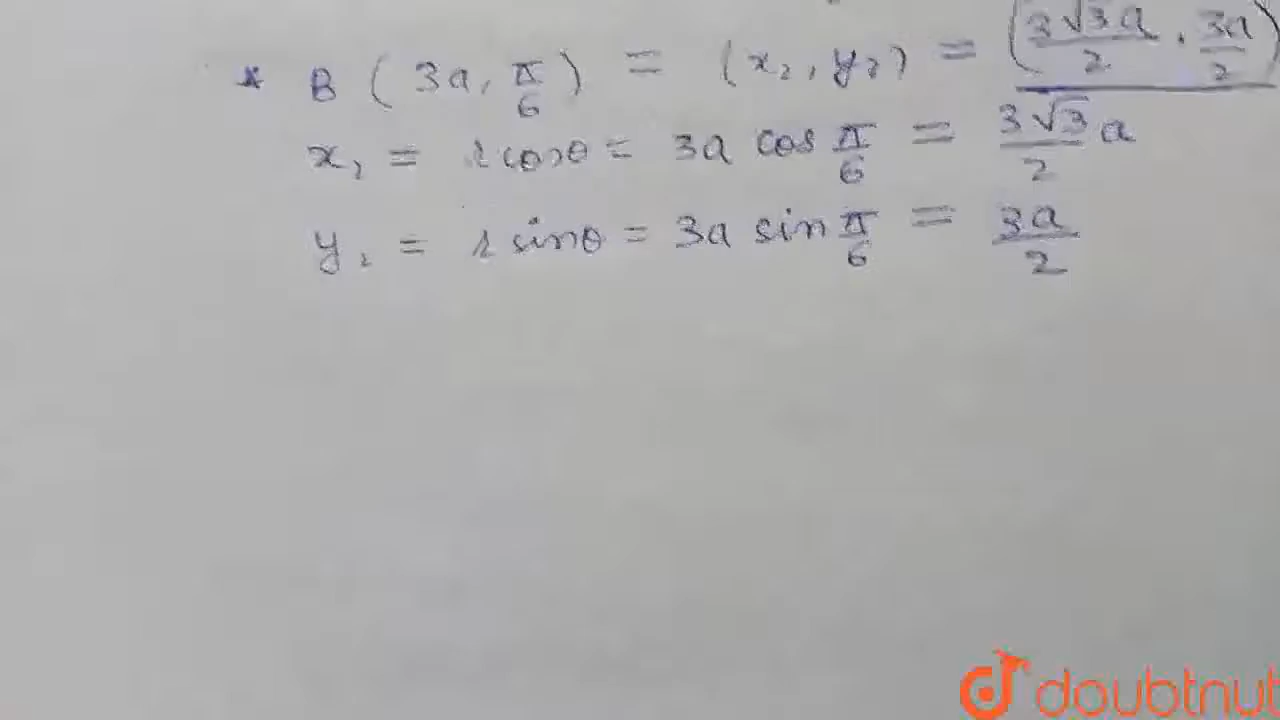 * B (3a, π/6) = (x₂, y₂) = (3√3a/2, 3a/2)
x₂ = r cosθ = 3a cos π/6 = 3√3/2 a
y₂ = r sinθ = 3a sin π/6 = 3a/2
doubtnut